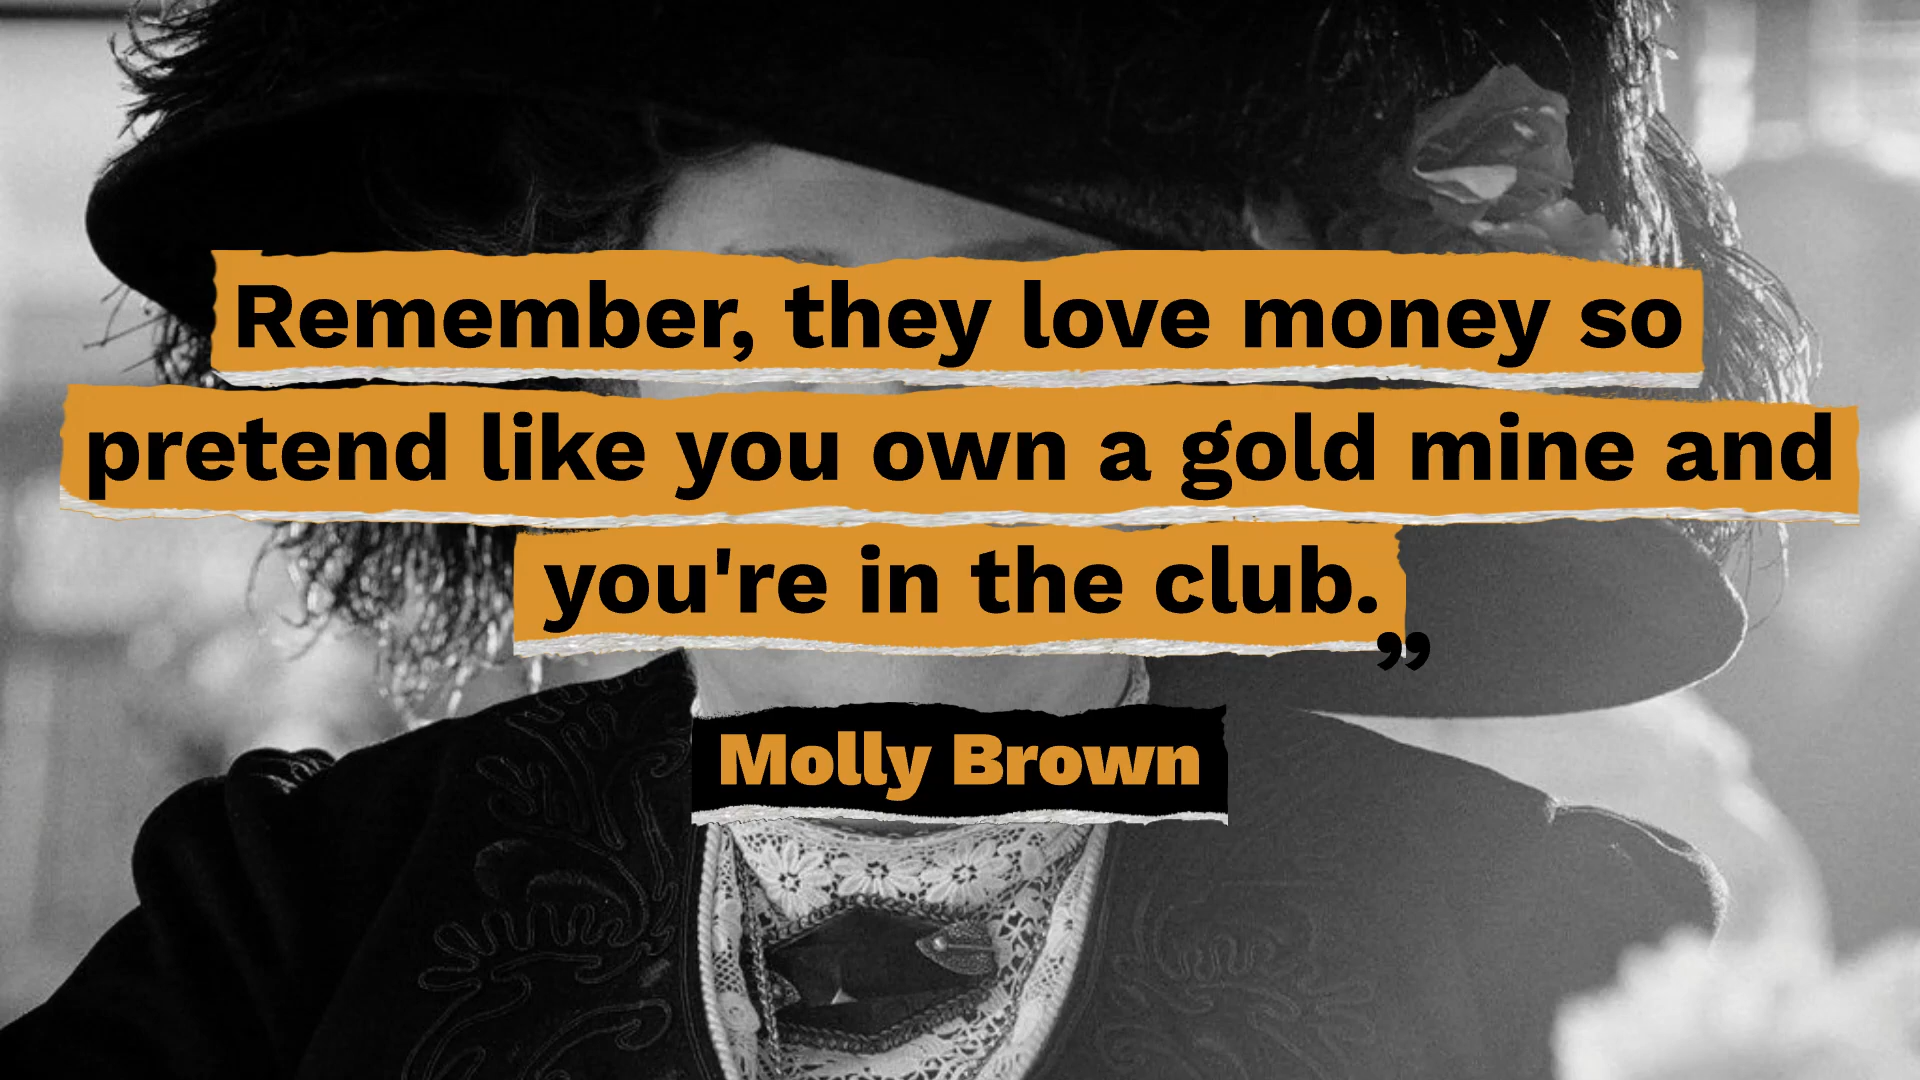 Remember, they love money so
pretend like you own a gold mine and
you're in the club.
”
Molly Brown